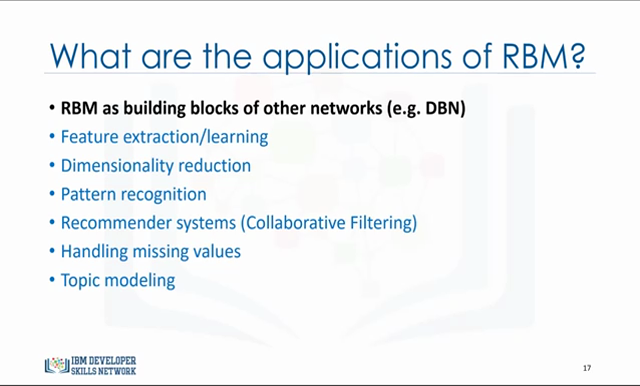 What are the applications of RBM?
• RBM as building blocks of other networks (e.g. DBN)
• Feature extraction/learning
• Dimensionality reduction
• Pattern recognition
• Recommender systems (Collaborative Filtering)
• Handling missing values
• Topic modeling
IBM DEVELOPER
SKILLS NETWORK
17